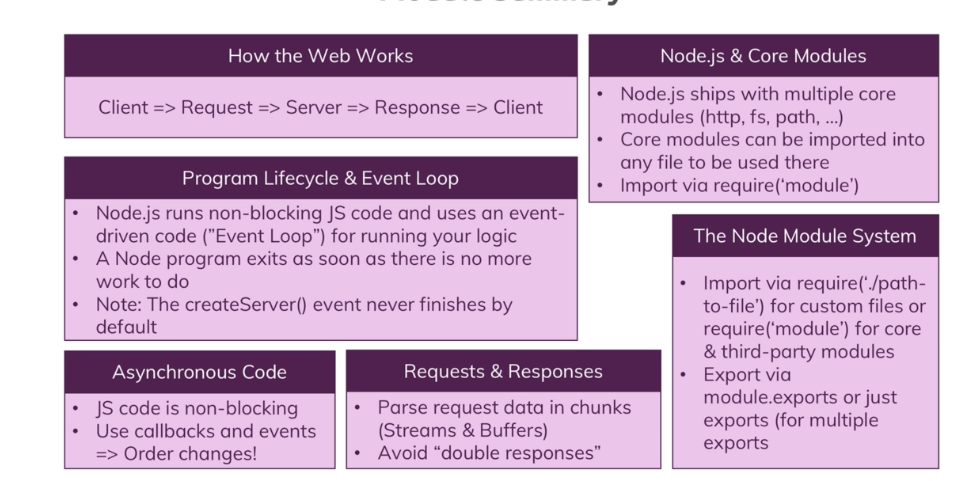 Module Summary
How the Web Works
Client => Request => Server => Response => Client
Node.js & Core Modules
• Node.js ships with multiple core
modules (http, fs, path, …)
• Core modules can be imported into
any file to be used there
• Import via require(‘module’)
Program Lifecycle & Event Loop
• Node.js runs non-blocking JS code and uses an event-
driven code (”Event Loop”) for running your logic
• A Node program exits as soon as there is no more
work to do
• Note: The createServer() event never finishes by
default
The Node Module System
• Import via require(‘./path-
to-file’) for custom files or
require(‘module’) for core
& third-party modules
• Export via
module.exports or just
exports (for multiple
exports
Asynchronous Code
• JS code is non-blocking
• Use callbacks and events
=> Order changes!
Requests & Responses
• Parse request data in chunks
(Streams & Buffers)
• Avoid “double responses”